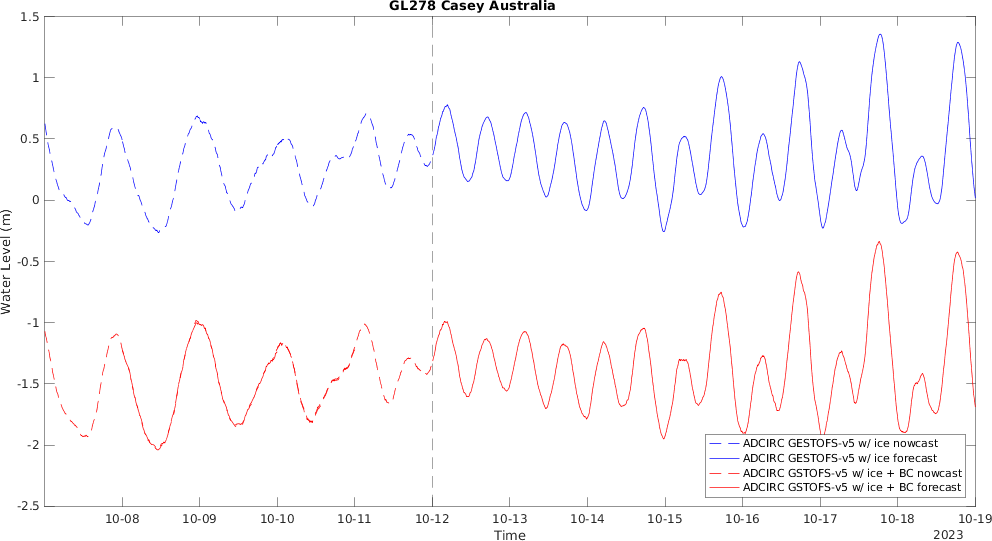 GL278 Casey Australia
1.5
1
0.5
0
-0.5
-1
-1.5
-2
-2.5
Water Level (m)
ADCIRC GESTOFS-v5 w/ ice nowcast
ADCIRC GESTOFS-v5 w/ ice forecast
ADCIRC GSTOFS-v5 w/ ice + BC nowcast
ADCIRC GSTOFS-v5 w/ ice + BC forecast
10-08 10-09 10-10 10-11 10-12 10-13 10-14 10-15 10-16 10-17 10-18 10-19
Time
2023